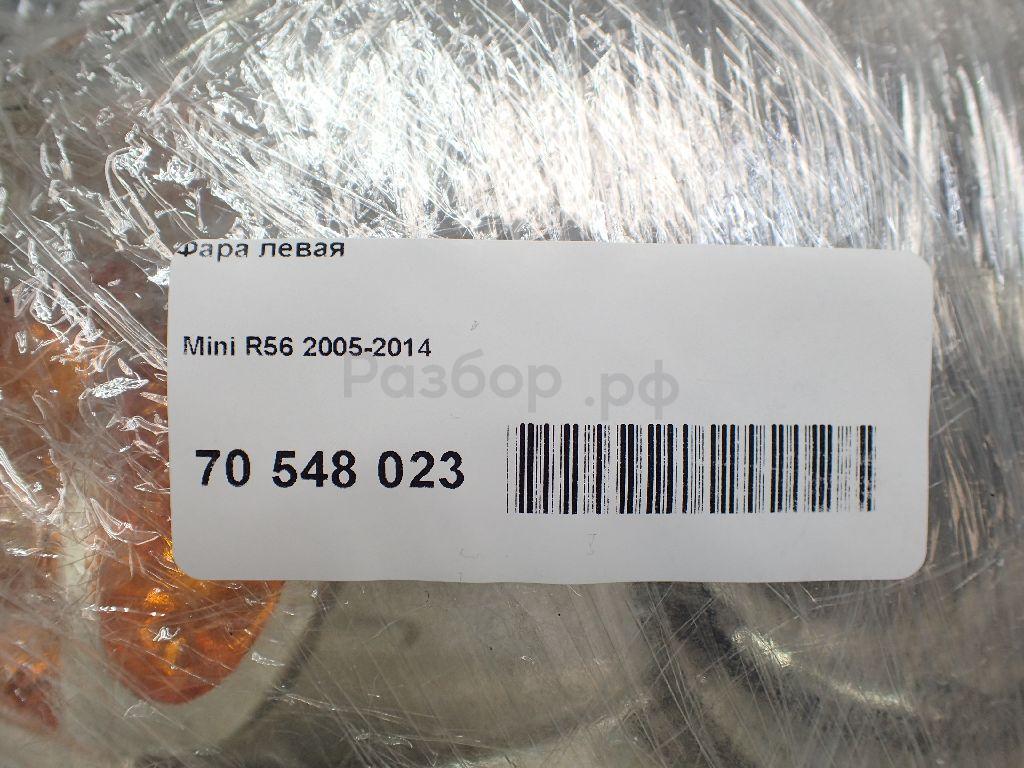 Фара левая
Mini R56 2005-2014
Разбор.рф
70 548 023